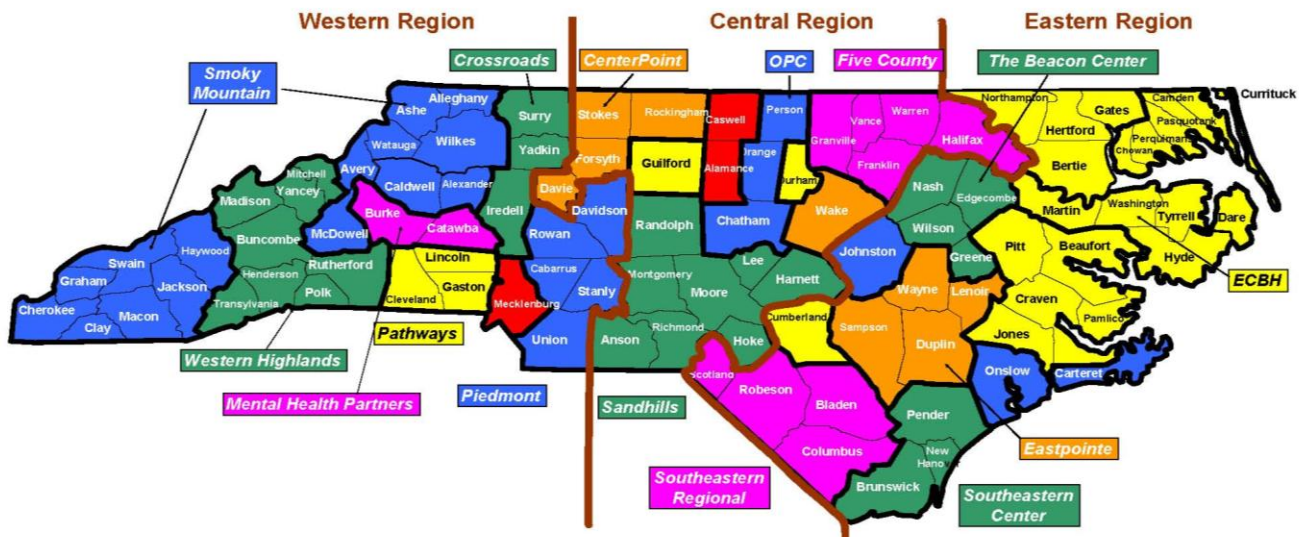 Western Region
Central Region
Eastern Region
Smoky
Mountain
Crossroads
CenterPoint
OPC
Five County
The Beacon Center
Currituck
Ashe
Alleghany
Surry
Stokes
Rockingham
Caswell
Person
Granville
Vance
Warren
Halifax
Northampton
Gates
Camden
Pasquotank
Hertford
Perquimans
Chowan
Bertie
Watauga
Wilkes
Yadkin
Forsyth
Guilford
Alamance
Orange
Durham
Franklin
Nash
Edgecombe
Mitchell
Avery
Yancey
Madison
Caldwell
Alexander
Davie
Iredell
Davidson
Randolph
Chatham
Wake
Wilson
Martin
Washington
Tyrrell
Dare
Burke
Catawba
McDowell
Rowan
Johnston
Greene
Pitt
Beaufort
Hyde
Buncombe
Haywood
Swain
Graham
Jackson
Rutherford
Lincoln
Cabarrus
Lee
Harnett
Montgomery
Moore
Wayne
Lenoir
Craven
Pamlico
ECBH
Henderson
Polk
Transylvania
Cleveland
Gaston
Mecklenburg
Stanly
Cherokee
Clay
Macon
Union
Anson
Richmond
Hoke
Cumberland
Sampson
Duplin
Jones
Onslow
Carteret
Pathways
Western Highlands
Mental Health Partners
Piedmont
Sandhills
Scotland
Robeson
Bladen
Columbus
Pender
New
Hano
Brunswick
Eastpointe
Southeastern
Regional
Southeastern
Center